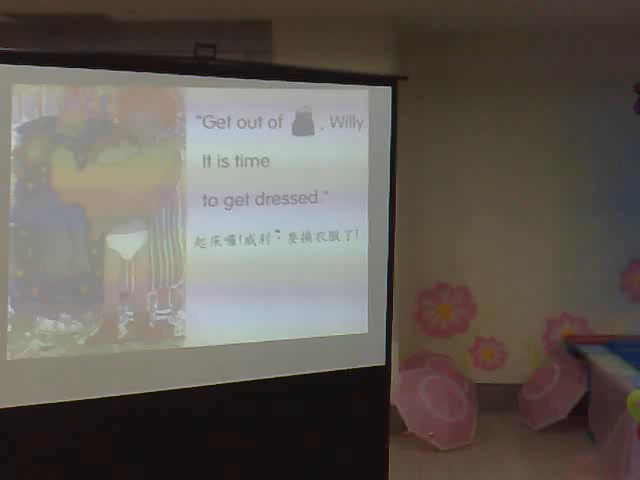 "Get out of , Willy.
It is time
to get dressed."
起床囉!威利,要換衣服了!